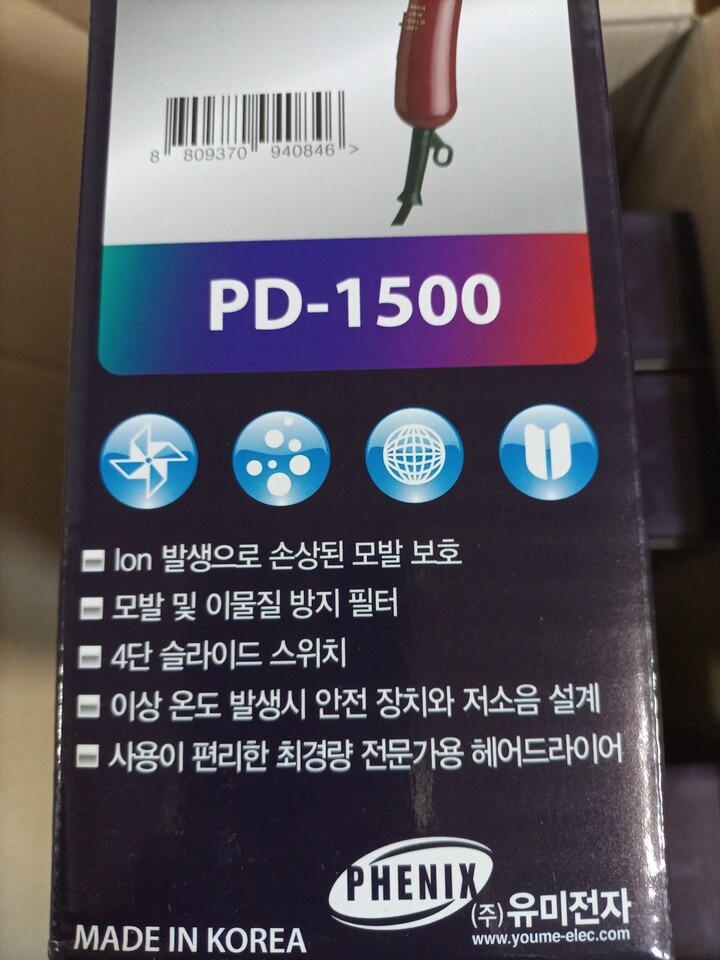 8 809370 940846 >
PD-1500
Ion 발생으로 손상된 모발 보호
모발 및 이물질 방지 필터
4단 슬라이드 스위치
이상 온도 발생시 안전 장치와 저소음 설계
사용이 편리한 최경량 전문가용 헤어드라이어
PHENIX
(주)유미전자
MADE IN KOREA
www.youme-elec.com